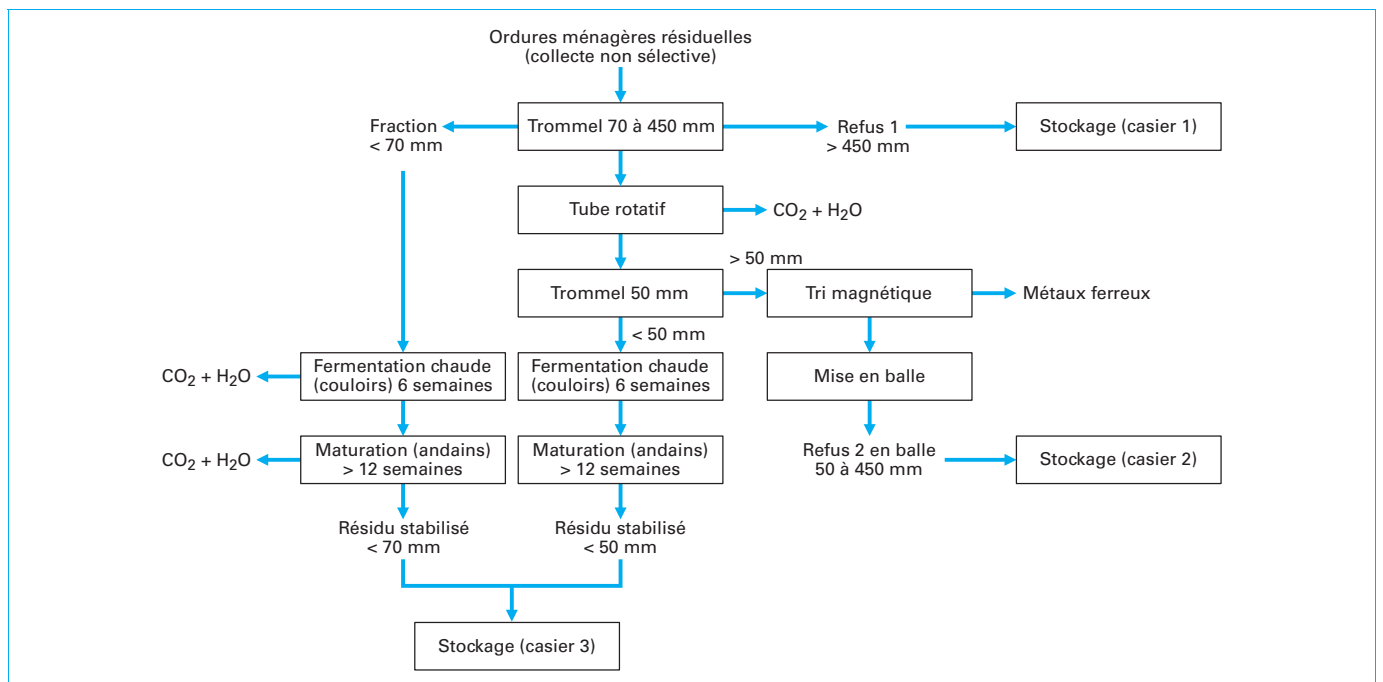 Ordures ménagères résiduelles
(collecte non sélective)
Fraction
< 70 mm
Trommel 70 à 450 mm
Refus 1
> 450 mm
Stockage (casier 1)
Tube rotatif
CO2 + H2O
> 50 mm
Trommel 50 mm
Tri magnétique
Métaux ferreux
< 50 mm
CO2 + H2O
Fermentation chaude
(couloirs) 6 semaines
Fermentation chaude
(couloirs) 6 semaines
Mise en balle
CO2 + H2O
Maturation (andains)
> 12 semaines
Maturation (andains)
> 12 semaines
Refus 2 en balle
50 à 450 mm
Stockage (casier 2)
Résidu stabilisé
< 70 mm
Résidu stabilisé
< 50 mm
Stockage (casier 3)